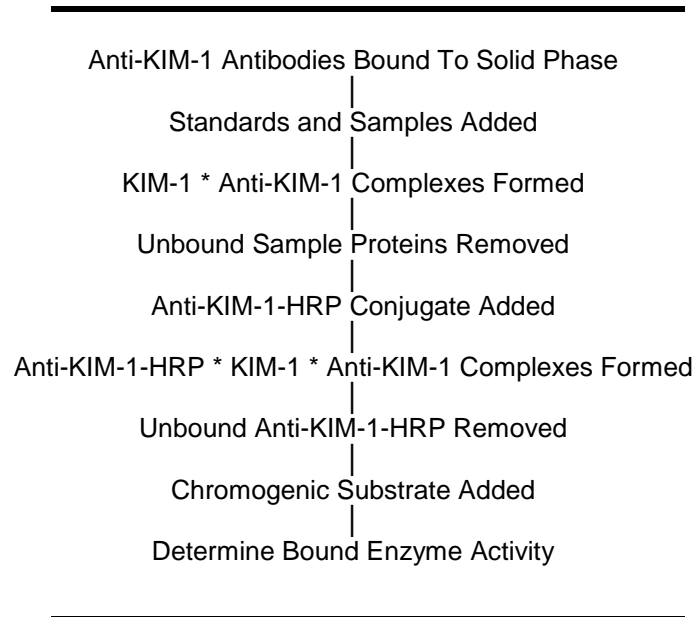 Anti-KIM-1 Antibodies Bound To Solid Phase
Standards and Samples Added
KIM-1 * Anti-KIM-1 Complexes Formed
Unbound Sample Proteins Removed
Anti-KIM-1-HRP Conjugate Added
Anti-KIM-1-HRP * KIM-1 * Anti-KIM-1 Complexes Formed
Unbound Anti-KIM-1-HRP Removed
Chromogenic Substrate Added
Determine Bound Enzyme Activity